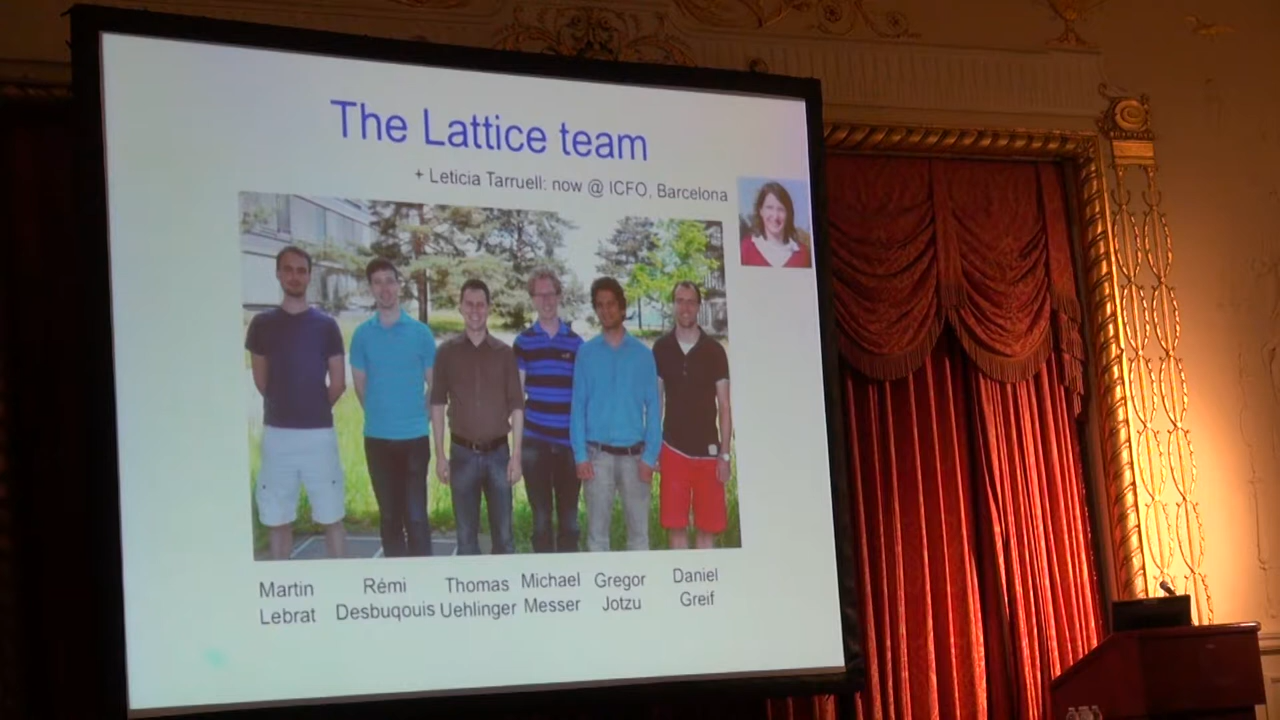 The Lattice team
+ Leticia Tarruell: now @ ICFO, Barcelona
Martin Rémi Thomas Michael Gregor Daniel
Lebrat Desbuqois Uehlinger Messer Jotzu Greif